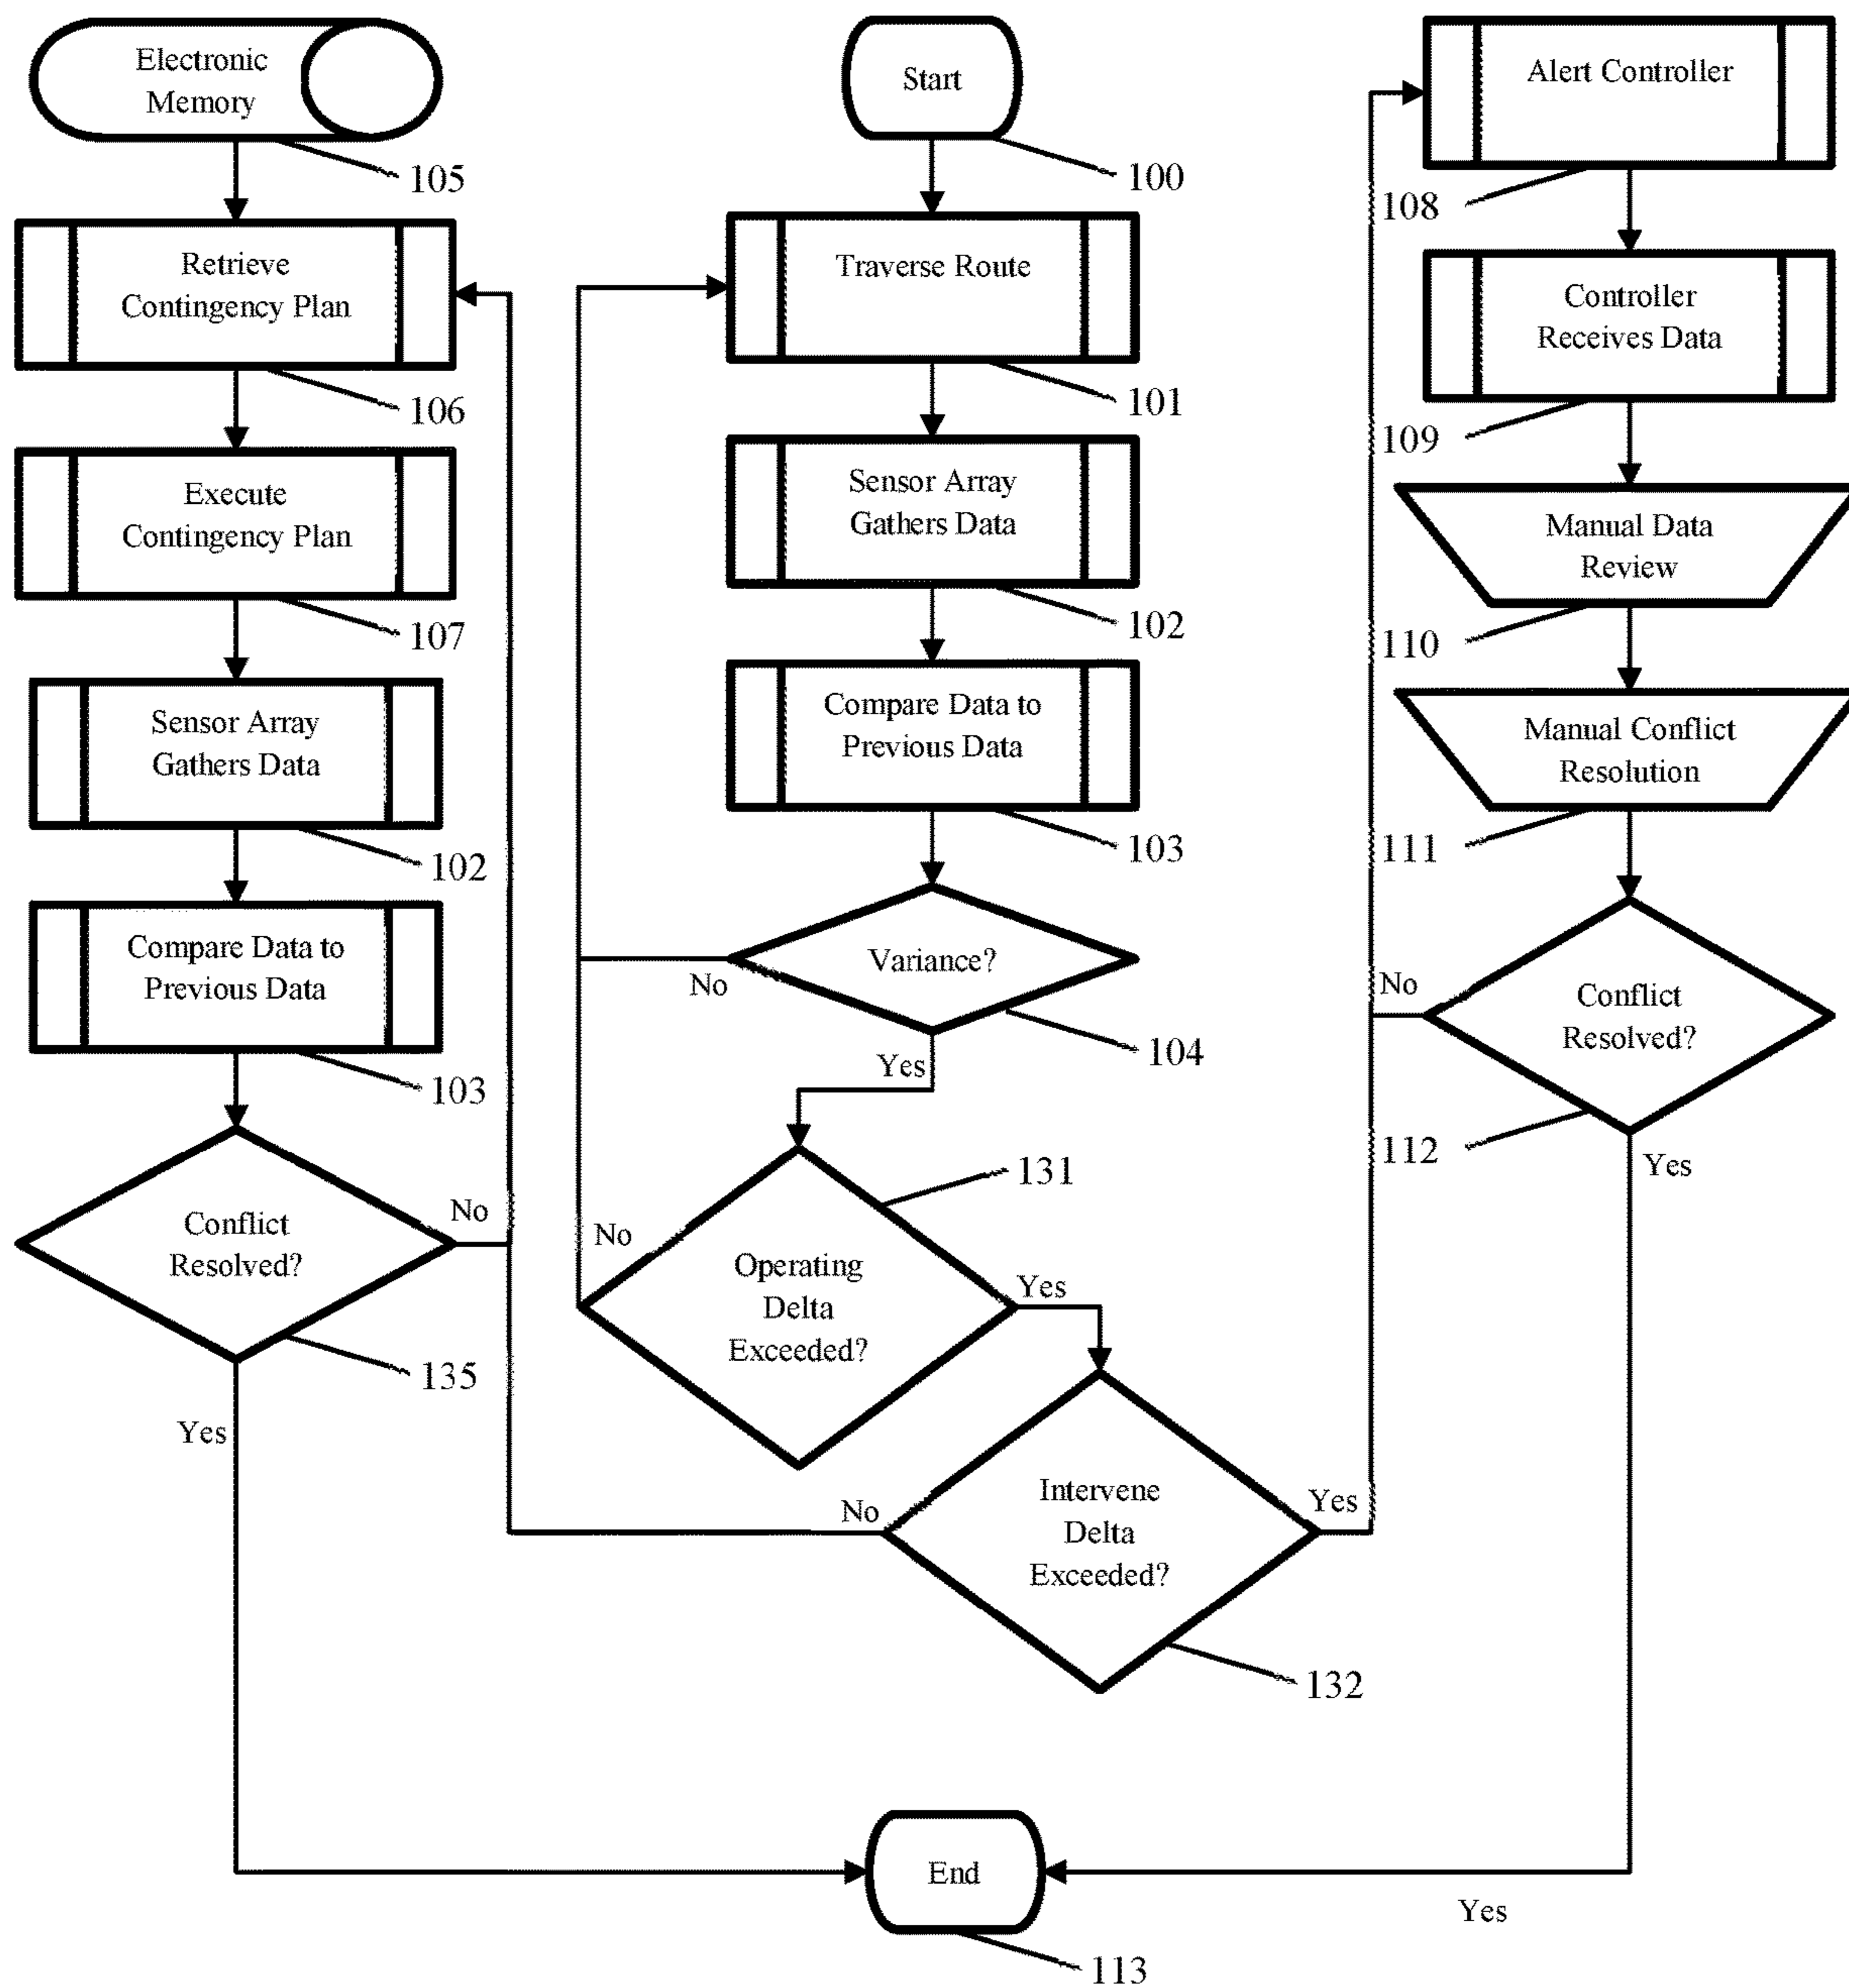 Electronic
Memory
105
Retrieve
Contingency Plan
106
Execute
Contingency Plan
107
Sensor Array
Gathers Data
102
Compare Data to
Previous Data
103
Conflict
Resolved?
No
135
Yes
Start
100
Traverse Route
101
Sensor Array
Gathers Data
102
Compare Data to
Previous Data
103
Variance?
No
104
Yes
131
No
Operating
Delta
Exceeded?
Yes
No
Intervene
Delta
Exceeded?
Yes
132
Alert Controller
108
Controller
Receives Data
109
Manual Data
Review
110
Manual Conflict
Resolution
111
No
Conflict
Resolved?
112
Yes
End
Yes
113